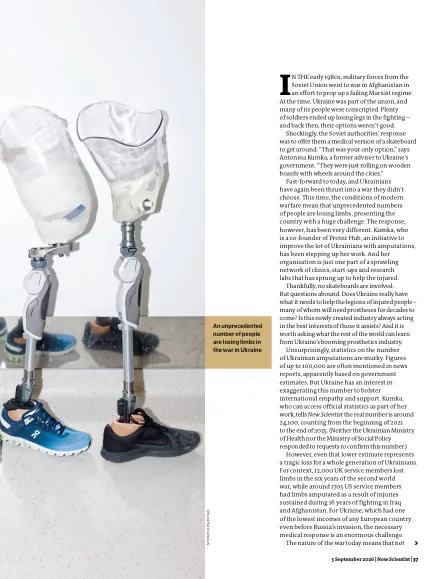 IN THE early 1980s, military forces from the
Soviet Union went to war in Afghanistan in
an effort to prop up a failing Marxist regime.
At the time, Ukraine was part of the union, and
many of its people were conscripted. Plenty
of soldiers ended up losing legs in the fighting –
and back then, their options weren't good.
Shockingly, the Soviet authorities' response
was to offer them a medical version of a skateboard
to get around. "That was your only option," says
Antonina Kumka, a former adviser to Ukraine's
government. "They were just rolling on wooden
boards with wheels around the cities."
Fast-forward to today, and Ukrainians
have again been thrust into a war they didn't
choose. This time, the conditions of modern
warfare mean that unprecedented numbers
of people are losing limbs, presenting the
country with a huge challenge. The response,
however, has been very different. Kumka, who
is a co-founder of Protez Hub, an initiative to
improve the lot of Ukrainians with amputations,
has been stepping up her work. And her
organisation is just one part of a sprawling
network of clinics, start-ups and research
labs that has sprung up to help the injured.
Thankfully, no skateboards are involved.
But questions abound. Does Ukraine really have
what it needs to help the legions of injured people –
many of whom will need prostheses for decades to
come? Is this newly created industry always acting
in the best interests of those it assists? And it is
worth asking what the rest of the world can learn
from Ukraine's booming prosthetics industry.
Unsurprisingly, statistics on the number
of Ukrainian amputations are murky. Figures
of up to 100,000 are often mentioned in news
reports, apparently based on government
estimates. But Ukraine has an interest in
exaggerating this number to bolster
international empathy and support. Kumka,
who can access official statistics as part of her
work, tells New Scientist the real number is around
24,100, counting from the beginning of 2021
to the end of 2025. (Neither the Ukrainian Ministry
of Health nor the Ministry of Social Policy
responded to requests to confirm this number.)
However, even that lower estimate represents
a tragic loss for a whole generation of Ukrainians.
For context, 12,000 UK service members lost
limbs in the six years of the second world
war, while around 1705 US service members
had limbs amputated as a result of injuries
sustained during 16 years of fighting in Iraq
and Afghanistan. For Ukraine, which had one
of the lowest incomes of any European country
even before Russia's invasion, the necessary
medical response is an enormous challenge.
The nature of the war today means that not
An unprecedented
number of people
are losing limbs in
the war in Ukraine
5 September 2026 | New Scientist | 37